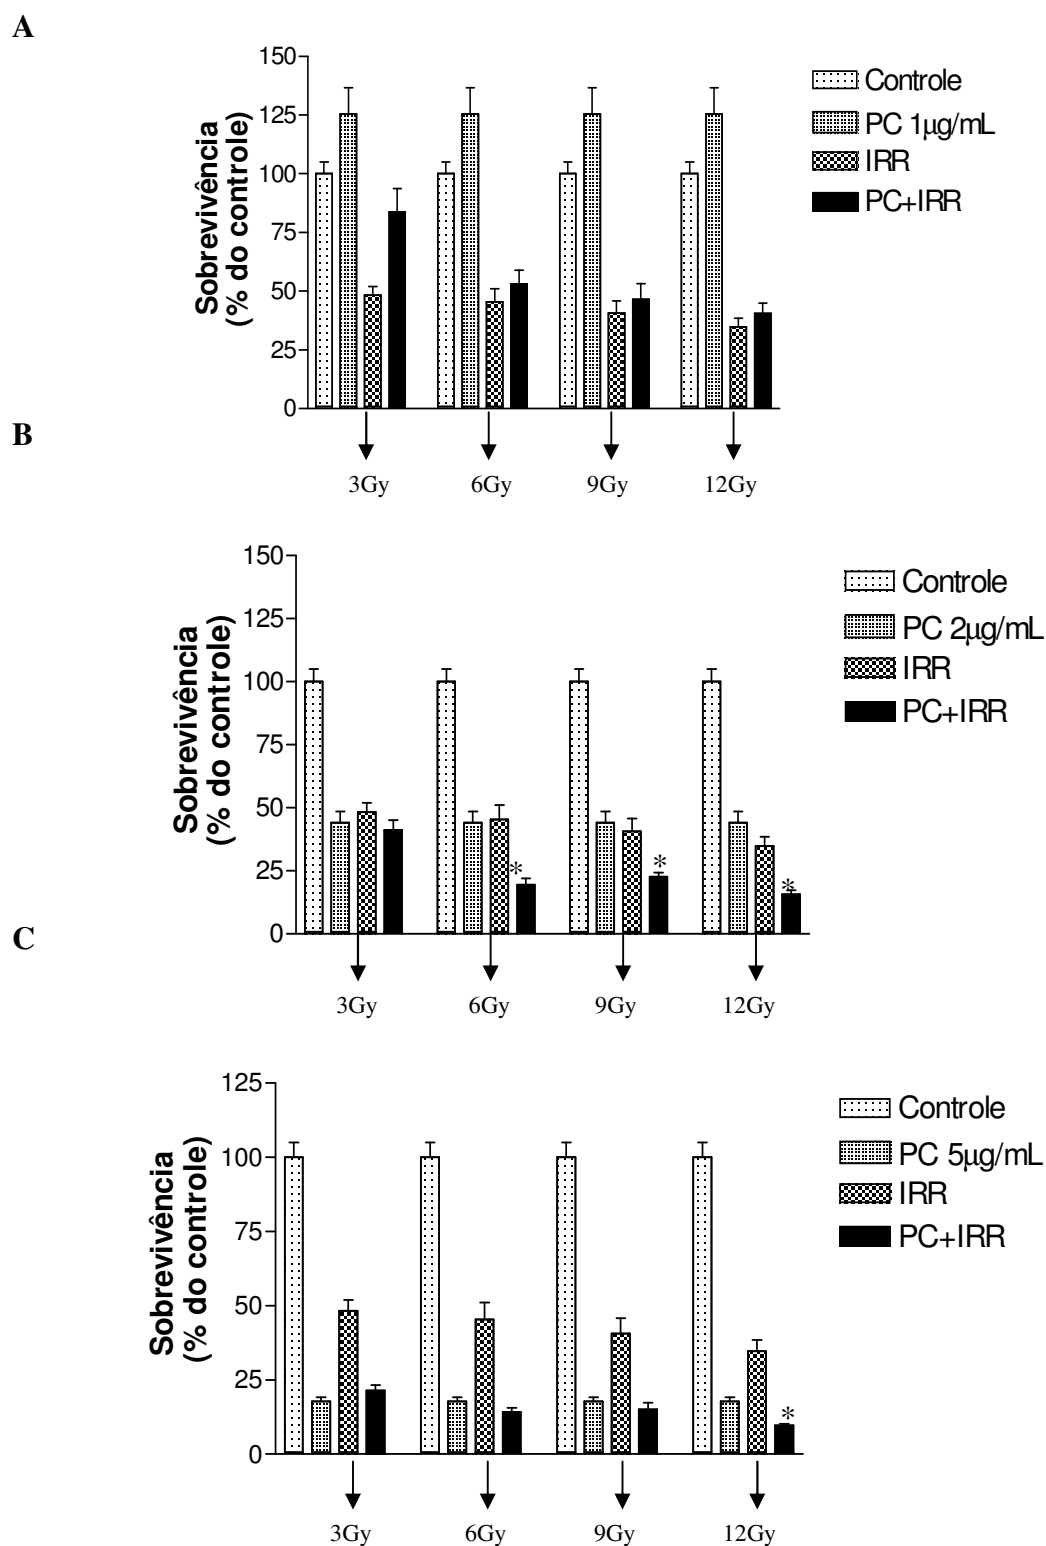 A
150
125
100
75
50
25
0
Sobrevivência
(% do controle)
Controle
PC 1µg/mL
IRR
PC+IRR
3Gy 6Gy 9Gy 12Gy
B
150
125
100
75
50
25
0
Sobrevivência
(% do controle)
Controle
PC 2µg/mL
IRR
PC+IRR
* * *
3Gy 6Gy 9Gy 12Gy
C
125
100
75
50
25
0
Sobrevivência
(% do controle)
Controle
PC 5µg/mL
IRR
PC+IRR
*
3Gy 6Gy 9Gy 12Gy